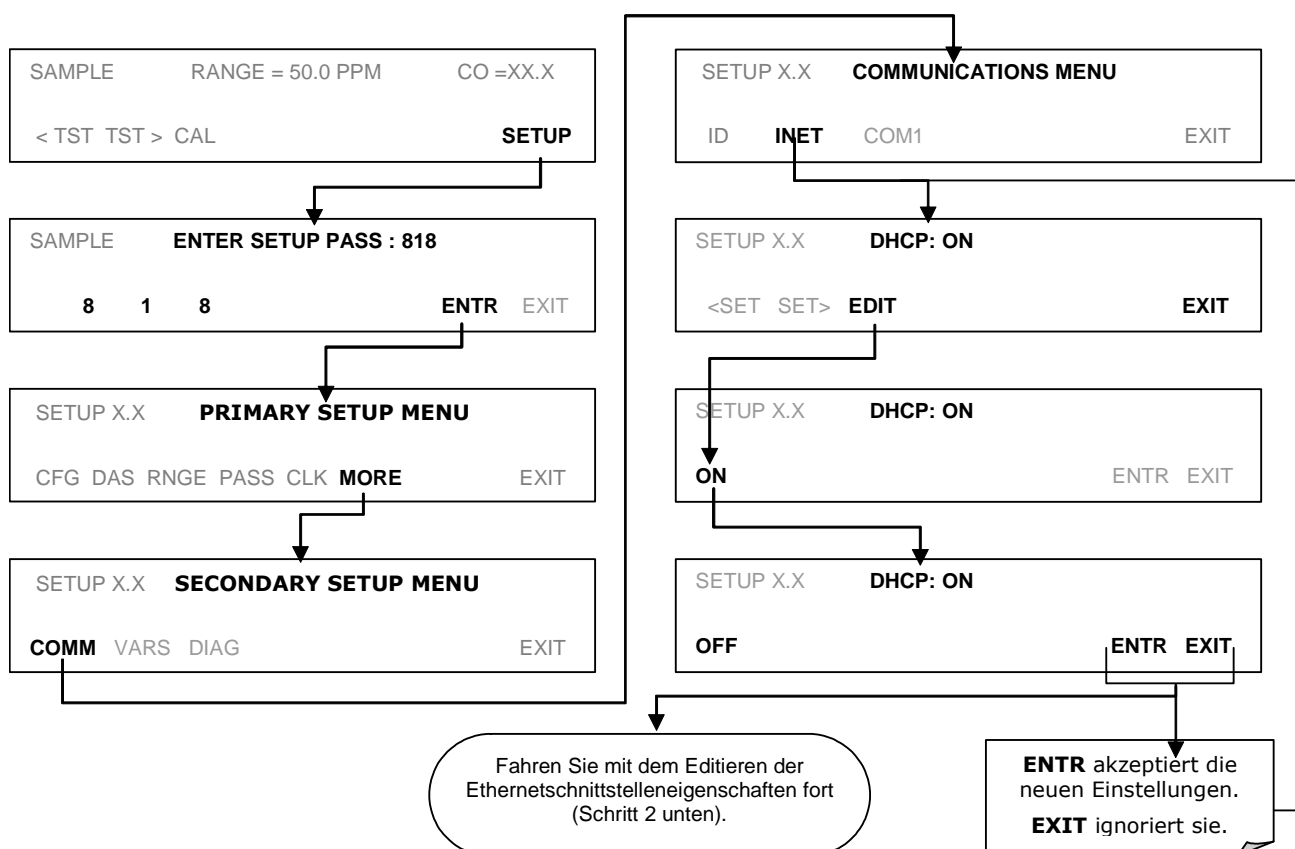 SAMPLE RANGE = 50.0 PPM CO =XX.X
< TST TST > CAL SETUP
SAMPLE ENTER SETUP PASS : 818
8 1 8 ENTR EXIT
SETUP X.X PRIMARY SETUP MENU
CFG DAS RNGE PASS CLK MORE EXIT
SETUP X.X SECONDARY SETUP MENU
COMM VARS DIAG EXIT
SETUP X.X COMMUNICATIONS MENU
ID INET COM1 EXIT
SETUP X.X DHCP: ON
<SET SET> EDIT EXIT
SETUP X.X DHCP: ON
ON ENTR EXIT
SETUP X.X DHCP: ON
OFF ENTR EXIT
Fahren Sie mit dem Editieren der
Ethernetschnittstelleneigenschaften fort
(Schritt 2 unten).
ENTR akzeptiert die
neuen Einstellungen.
EXIT ignoriert sie.